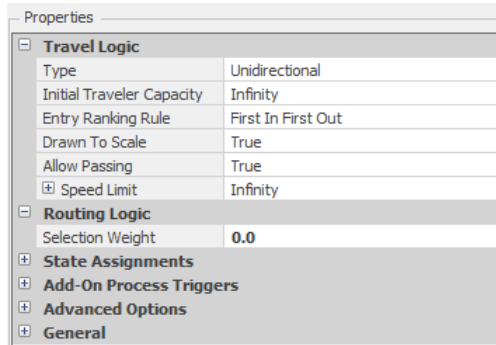 Properties
Travel Logic
Type Unidirectional
Initial Traveler Capacity Infinity
Entry Ranking Rule First In First Out
Drawn To Scale True
Allow Passing True
Speed Limit Infinity
Routing Logic
Selection Weight 0.0
State Assignments
Add-On Process Triggers
Advanced Options
General